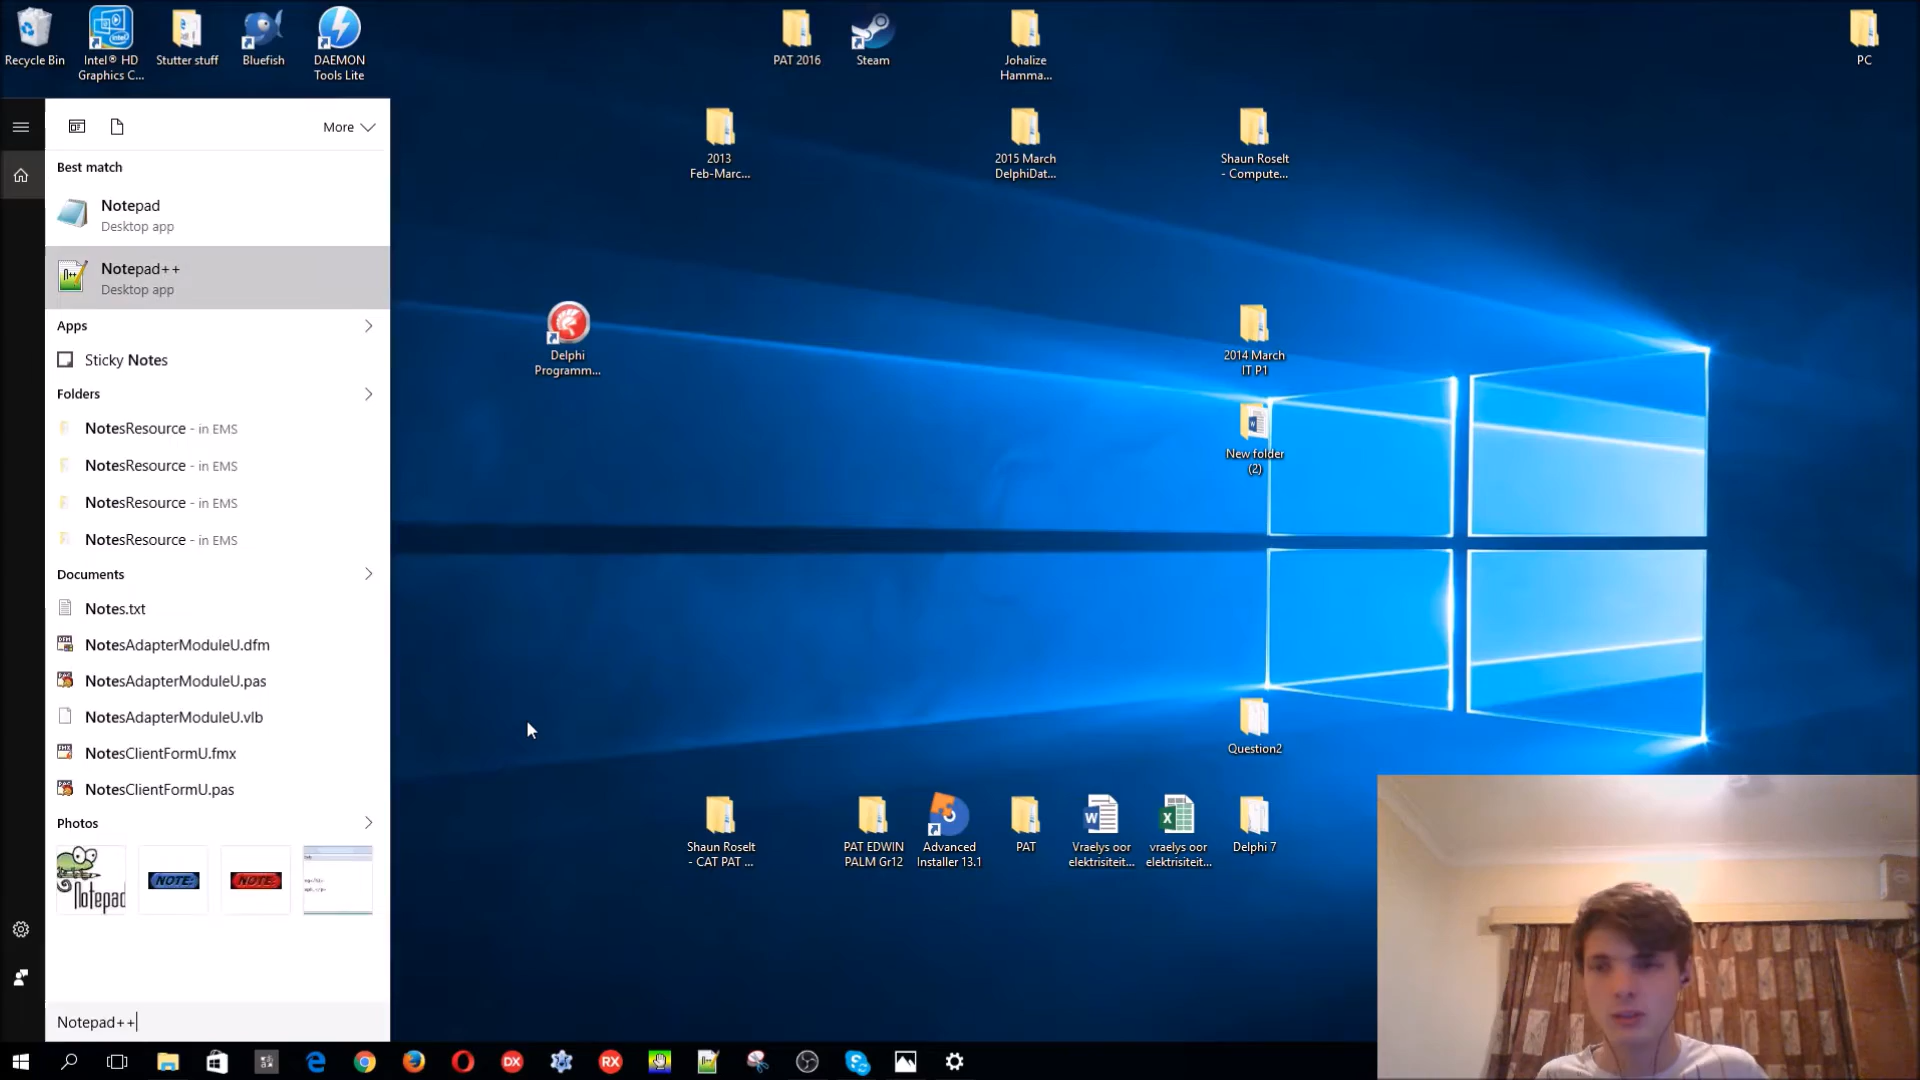 Recycle Bin
Intel® HD
Graphics C...
Stutter stuff
Bluefish
DAEMON
Tools Lite
PAT 2016
Steam
Johalize
Hamma...
PC
2013
Feb-Marc...
2015 March
DelphiDat...
Shaun Roselt
- Compute...
Delphi
Programm...
2014 March
IT P1
New folder
(2)
Question2
Shaun Roselt
- CAT PAT ...
PAT EDWIN
PALM Gr12
Advanced
Installer 13.1
PAT
Vraelys oor
elektrisiteit...
vraelys oor
elektrisiteit...
Delphi 7
More
Best match
Notepad
Desktop app
Notepad++
Desktop app
Apps
Sticky Notes
Folders
NotesResource - in EMS
NotesResource - in EMS
NotesResource - in EMS
NotesResource - in EMS
Documents
Notes.txt
NotesAdapterModuleU.dfm
NotesAdapterModuleU.pas
NotesAdapterModuleU.vlb
NotesClientFormU.fmx
NotesClientFormU.pas
Photos
Notepad
NOTE:
NOTE:
Notepad++
DX
RX